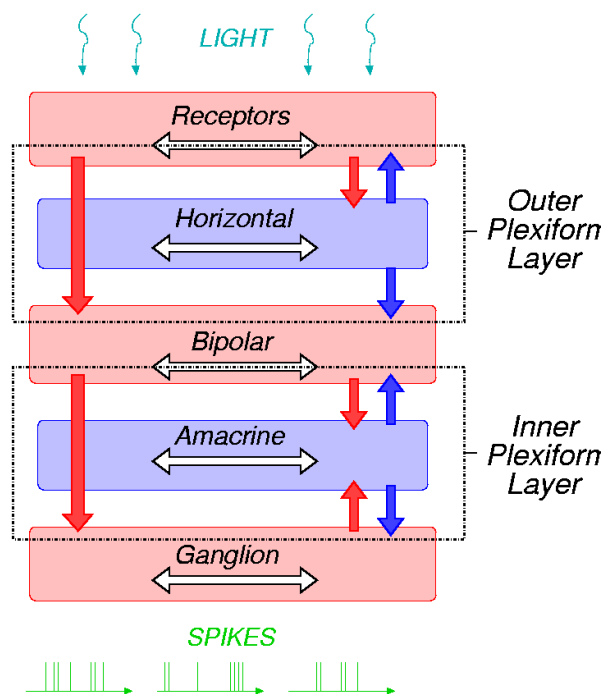 LIGHT
Receptors
Horizontal
Outer
Plexiform
Layer
Bipolar
Amacrine
Inner
Plexiform
Layer
Ganglion
SPIKES